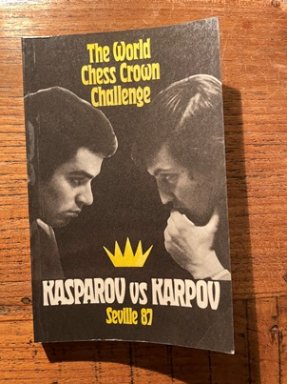 The World
Chess Crown
Challenge
KASPAROV vs KARPOV
Seville 87